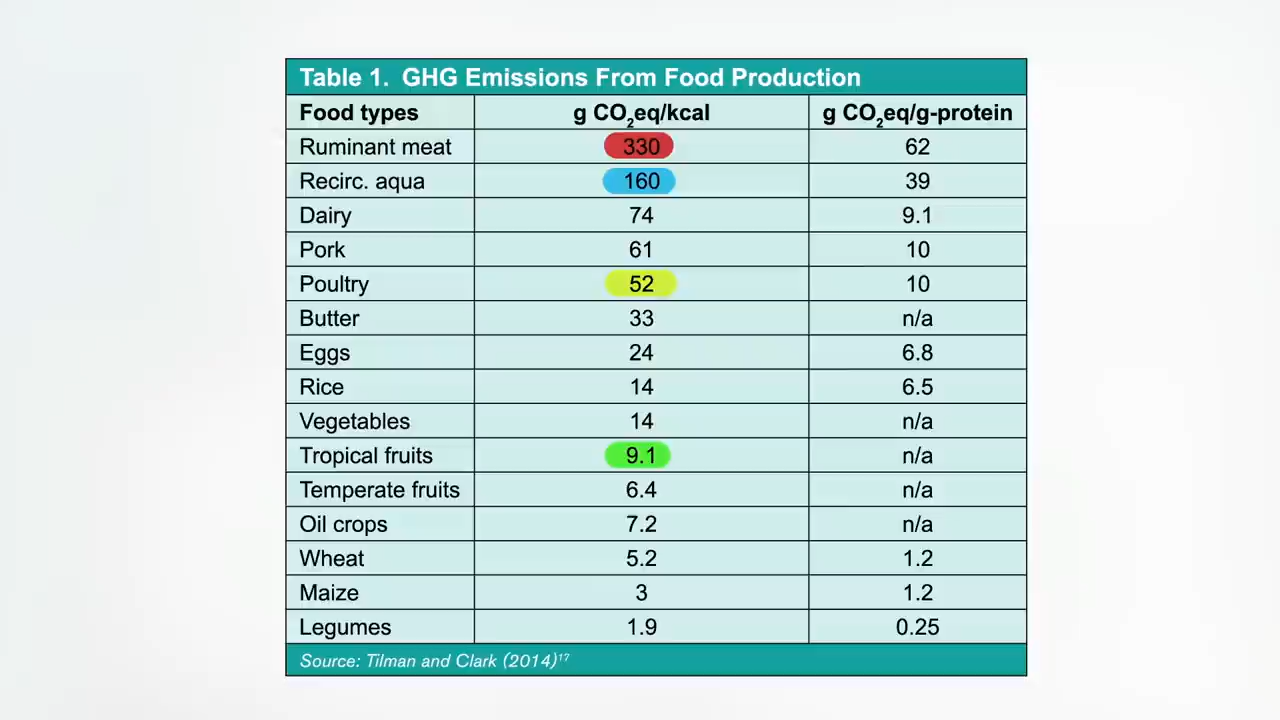 Table 1. GHG Emissions From Food Production
Food types g CO₂eq/kcal g CO₂eq/g-protein
Ruminant meat 330 62
Recirc. aqua 160 39
Dairy 74 9.1
Pork 61 10
Poultry 52 10
Butter 33 n/a
Eggs 24 6.8
Rice 14 6.5
Vegetables 14 n/a
Tropical fruits 9.1 n/a
Temperate fruits 6.4 n/a
Oil crops 7.2 n/a
Wheat 5.2 1.2
Maize 3 1.2
Legumes 1.9 0.25
Source: Tilman and Clark (2014)¹⁷